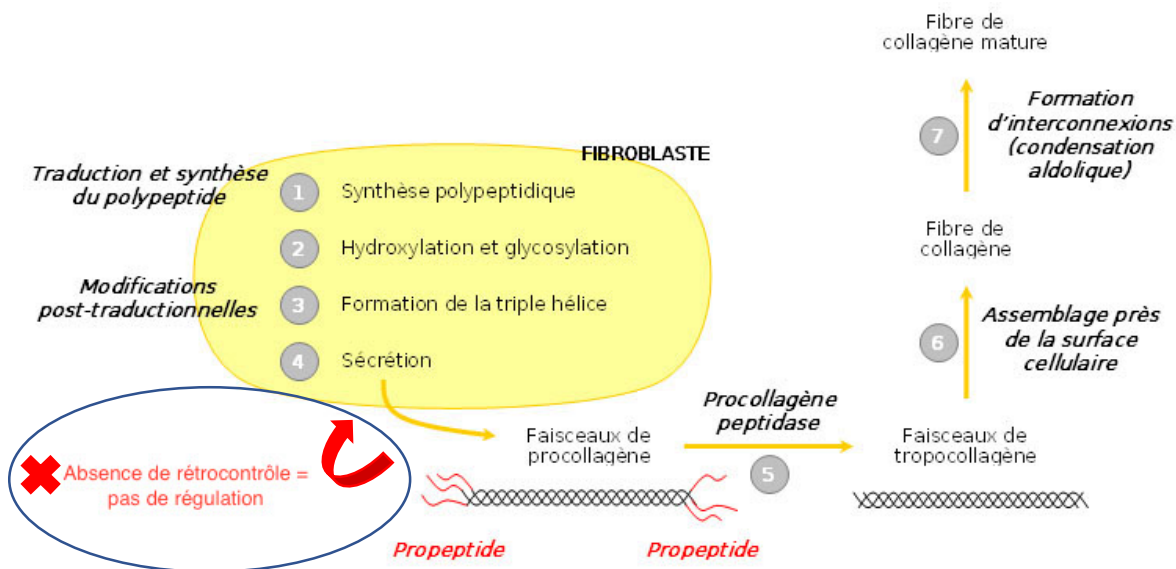 Fibre de
collagène mature
7
Formation
d'interconnexions
(condensation
aldolique)
FIBROBLASTE
Traduction et synthèse
du polypeptide
1 Synthèse polypeptidique
2 Hydroxylation et glycosylation
Modifications
post-traductionnelles
3 Formation de la triple hélice
4 Sécrétion
Fibre de
collagène
6
Assemblage près
de la surface
cellulaire
Absence de rétrocontrôle =
pas de régulation
Faisceaux de
procollagène
Procollagène
peptidase
5
Faisceaux de
tropocollagène
Propeptide
Propeptide